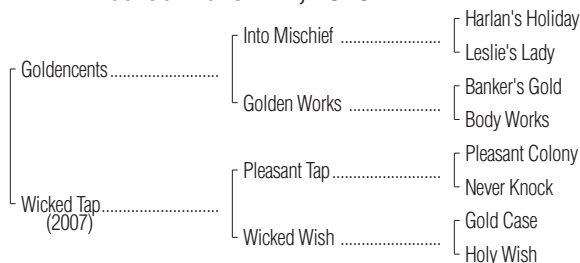 Harlan's Holiday
Into Mischief
Leslie's Lady
Goldencents
Banker's Gold
Golden Works
Body Works
Pleasant Colony
Pleasant Tap
Never Knock
Wicked Tap
(2007)
Gold Case
Wicked Wish
Holy Wish